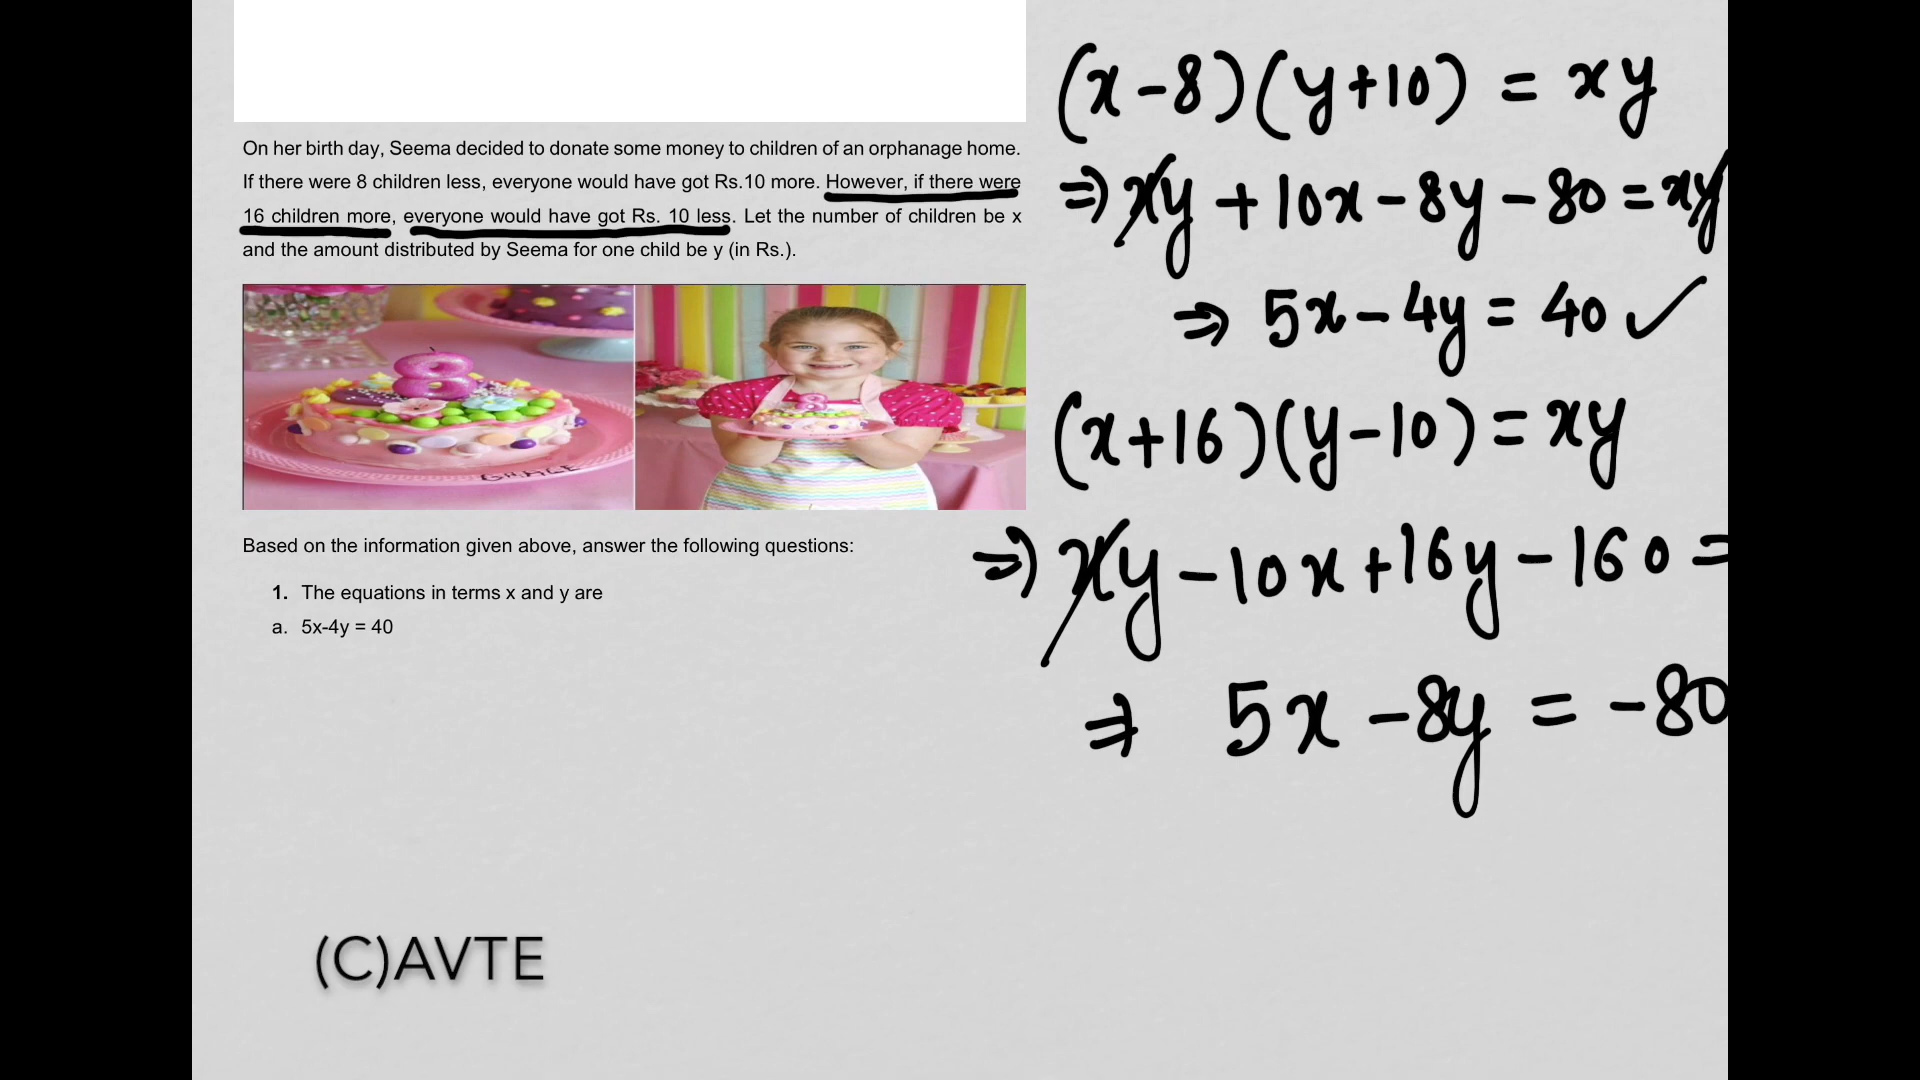 On her birth day, Seema decided to donate some money to children of an orphanage home.
If there were 8 children less, everyone would have got Rs.10 more. However, if there were
16 children more, everyone would have got Rs. 10 less. Let the number of children be x
and the amount distributed by Seema for one child be y (in Rs.).
8
GRACE
8
Based on the information given above, answer the following questions:
1. The equations in terms x and y are
a. 5x-4y = 40
(x-8)(y+10) = xy
⇒ xy + 10x - 8y - 80 = xy
⇒ 5x - 4y = 40 ✓
(x+16)(y-10) = xy
⇒ xy - 10x + 16y - 160 =
⇒ 5x - 8y = -80
(C)AVTE